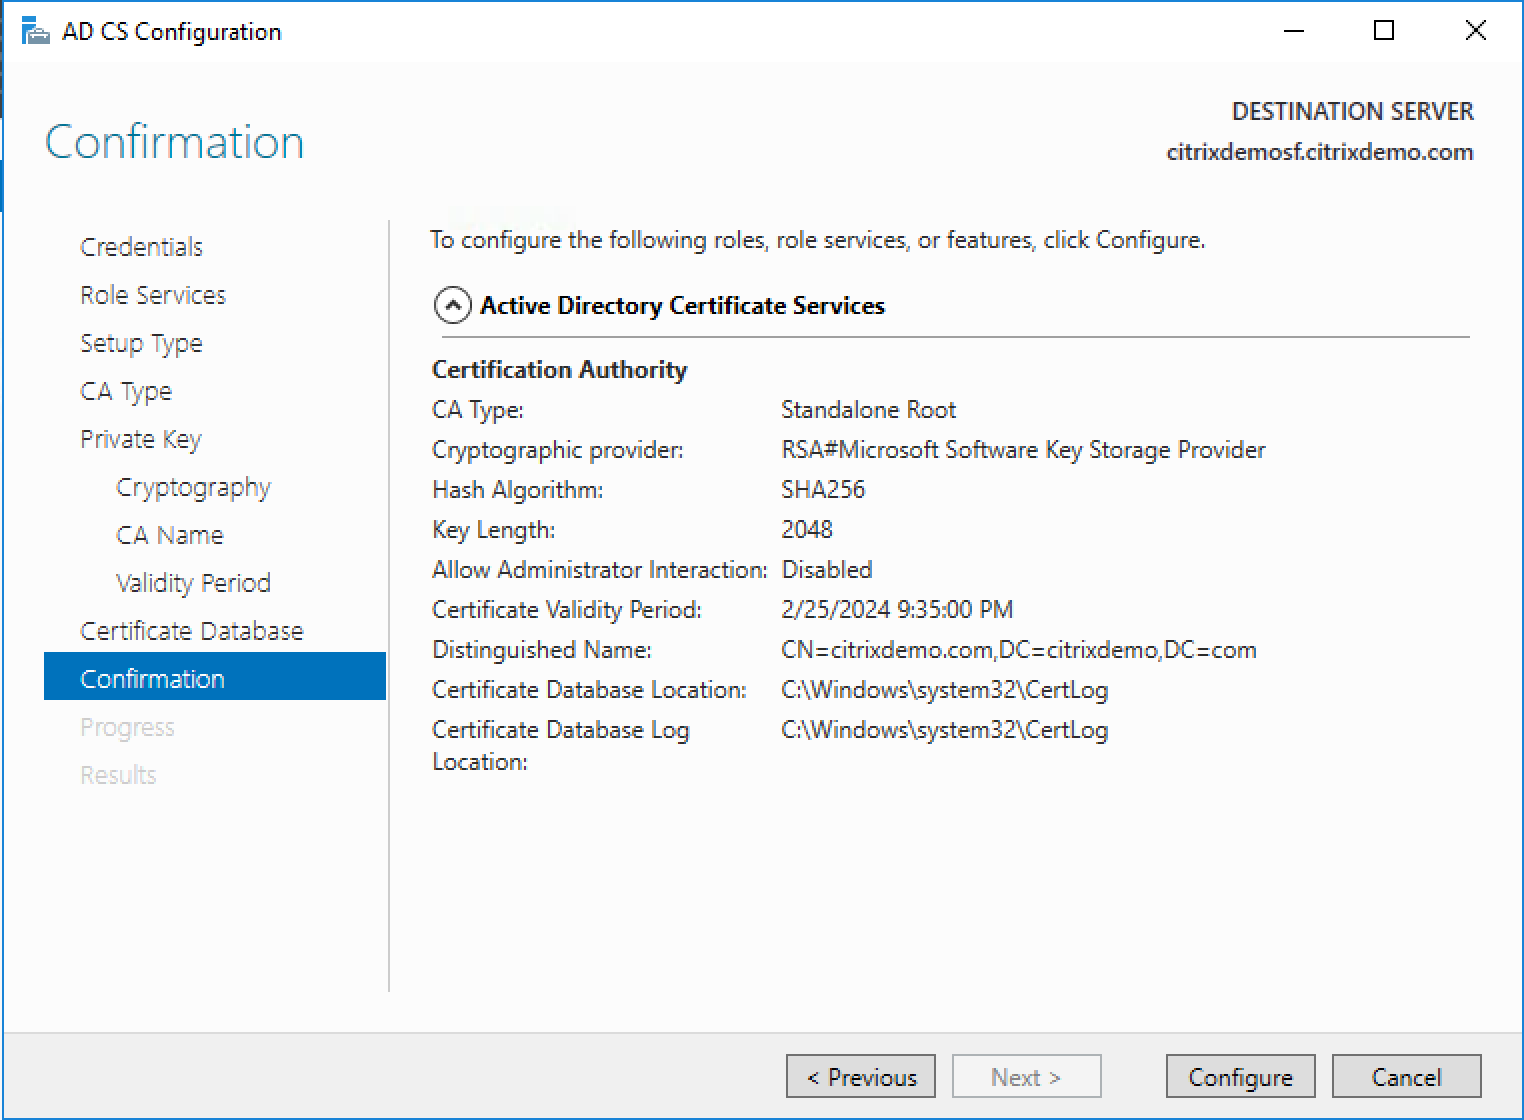 AD CS Configuration
Confirmation
DESTINATION SERVER
citrixdemosf.citrixdemo.com
Credentials
Role Services
Setup Type
CA Type
Private Key
Cryptography
CA Name
Validity Period
Certificate Database
Confirmation
Progress
Results
To configure the following roles, role services, or features, click Configure.
Active Directory Certificate Services
Certification Authority
CA Type: Standalone Root
Cryptographic provider: RSA#Microsoft Software Key Storage Provider
Hash Algorithm: SHA256
Key Length: 2048
Allow Administrator Interaction: Disabled
Certificate Validity Period: 2/25/2024 9:35:00 PM
Distinguished Name: CN=citrixdemo.com,DC=citrixdemo,DC=com
Certificate Database Location: C:\Windows\system32\CertLog
Certificate Database Log C:\Windows\system32\CertLog
Location:
< Previous Next > Configure Cancel